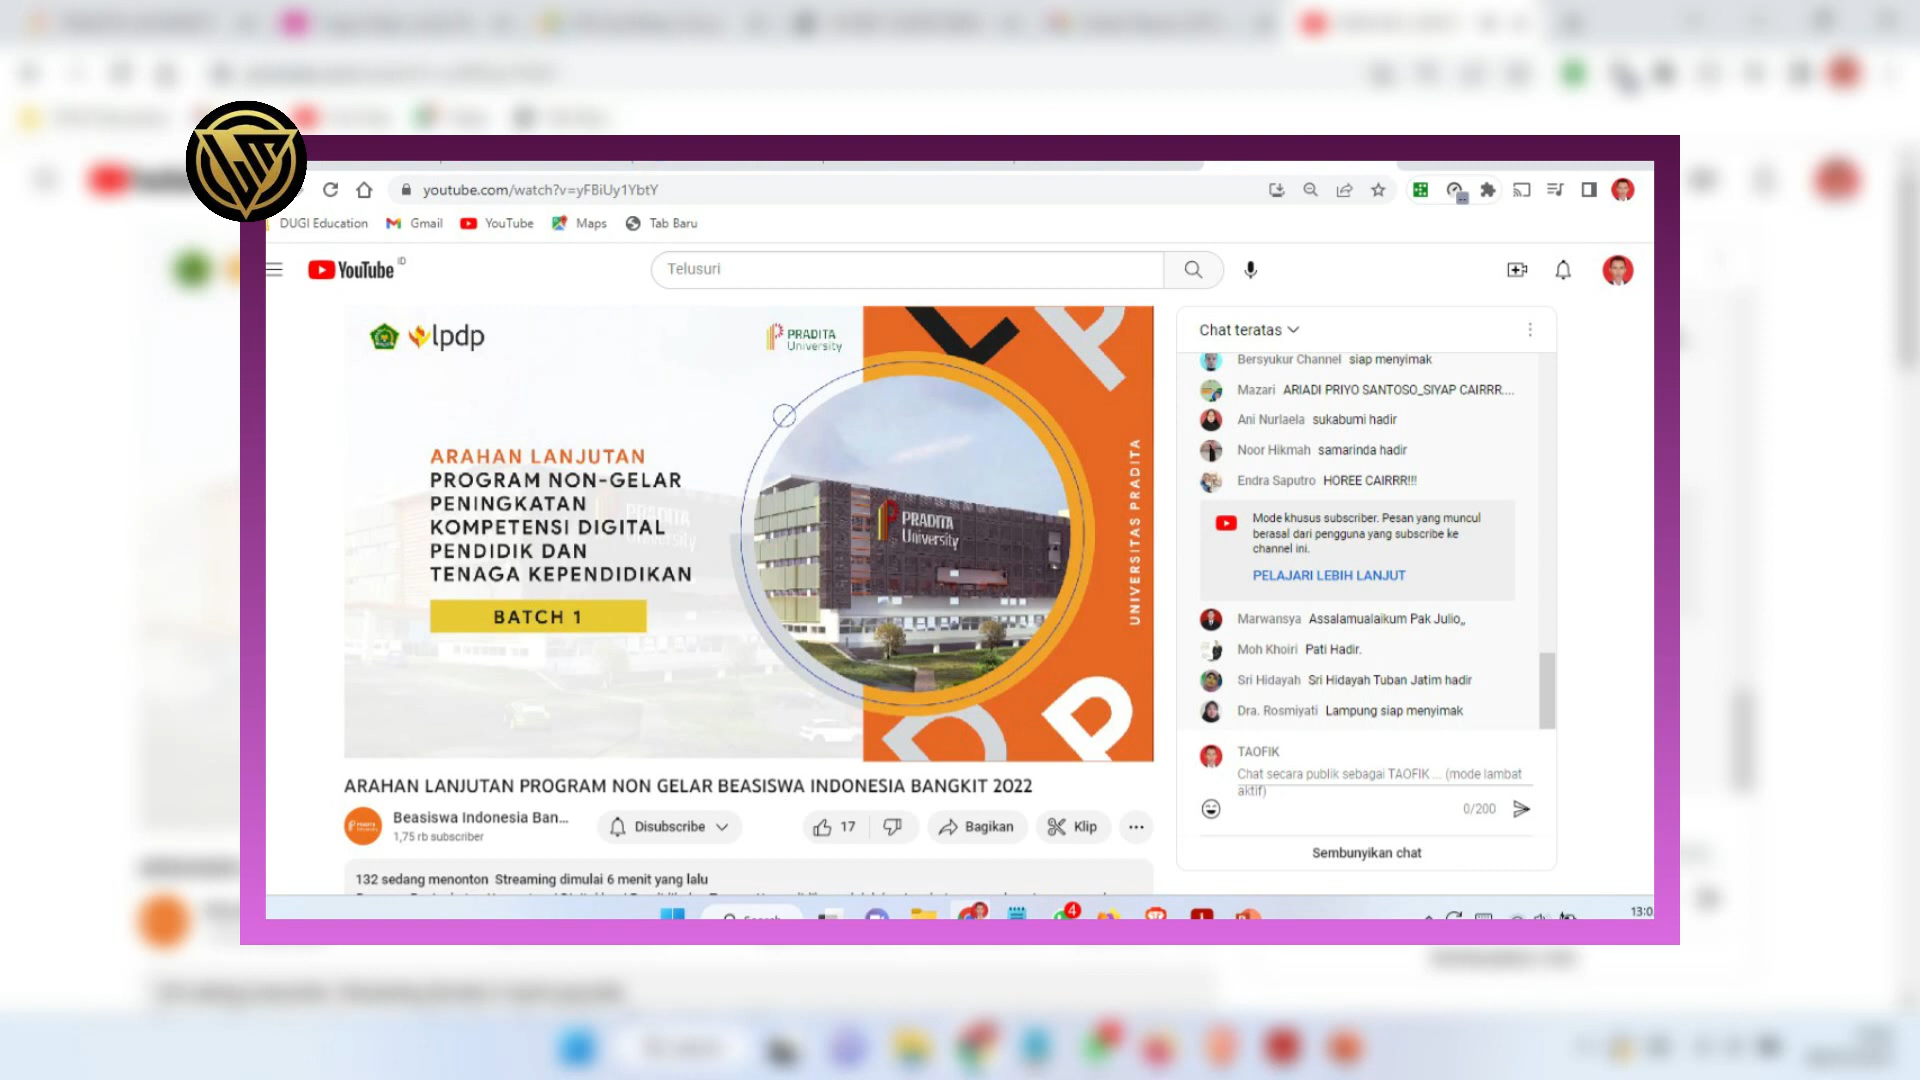 youtube.com/watch?v=yFBiUy1YbtY
DUGI Education
Gmail
YouTube
Maps
Tab Baru
YouTube ID
Telusuri
lpdp
PRADITA
University
ARAHAN LANJUTAN
PROGRAM NON-GELAR
PENINGKATAN
KOMPETENSI DIGITAL
PENDIDIK DAN
TENAGA KEPENDIDIKAN
BATCH 1
PRADITA
University
UNIVERSITAS PRADITA
Chat teratas
Bersyukur Channel siap menyimak
Mazari ARIADI PRIYO SANTOSO_SIYAP CAIRRR....
Ani Nurlaela sukabumi hadir
Noor Hikmah samarinda hadir
Endra Saputro HOREE CAIRRR!!!
Mode khusus subscriber. Pesan yang muncul
berasal dari pengguna yang subscribe ke
channel ini.
PELAJARI LEBIH LANJUT
Marwansya Assalamualaikum Pak Julio,,
Moh Khoiri Pati Hadir.
Sri Hidayah Sri Hidayah Tuban Jatim hadir
Dra. Rosmiyati Lampung siap menyimak
TAOFIK
Chat secara publik sebagai TAOFIK ... (mode lambat
aktif)
0/200
Sembunyikan chat
ARAHAN LANJUTAN PROGRAM NON GELAR BEASISWA INDONESIA BANGKIT 2022
Beasiswa Indonesia Ban...
1,75 rb subscriber
Disubscribe
17
Bagikan
Klip
132 sedang menonton Streaming dimulai 6 menit yang lalu
4